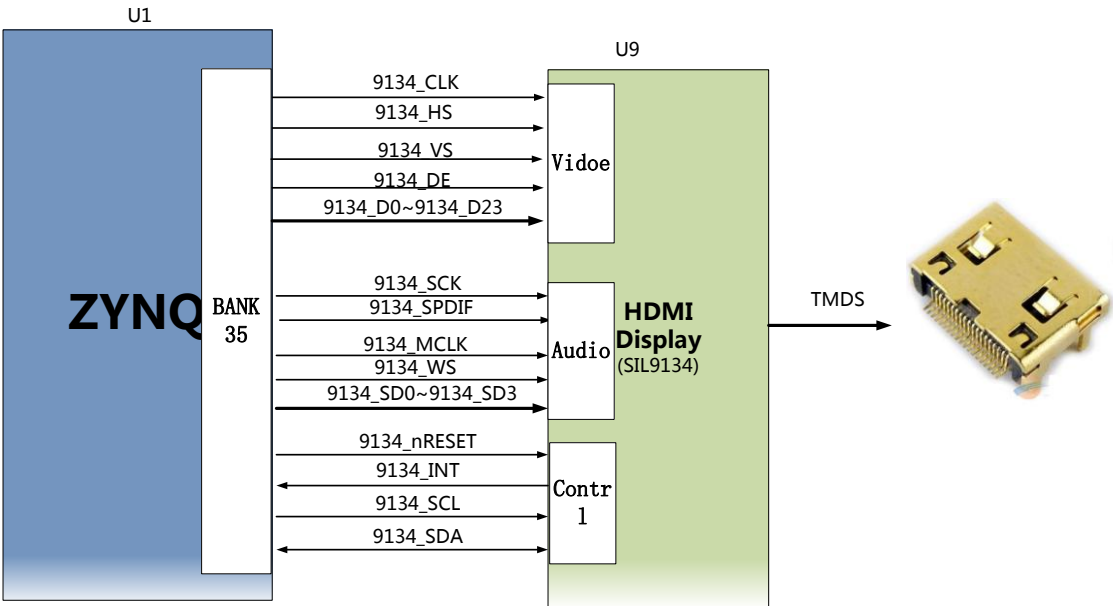 U1
U9
ZYNQ
BANK
35
9134_CLK
9134_HS
9134_VS
9134_DE
9134_D0~9134_D23
9134_SCK
9134_SPDIF
9134_MCLK
9134_WS
9134_SD0~9134_SD3
9134_nRESET
9134_INT
9134_SCL
9134_SDA
Vidoe
Audio
Contr
l
HDMI
Display
(SIL9134)
TMDS